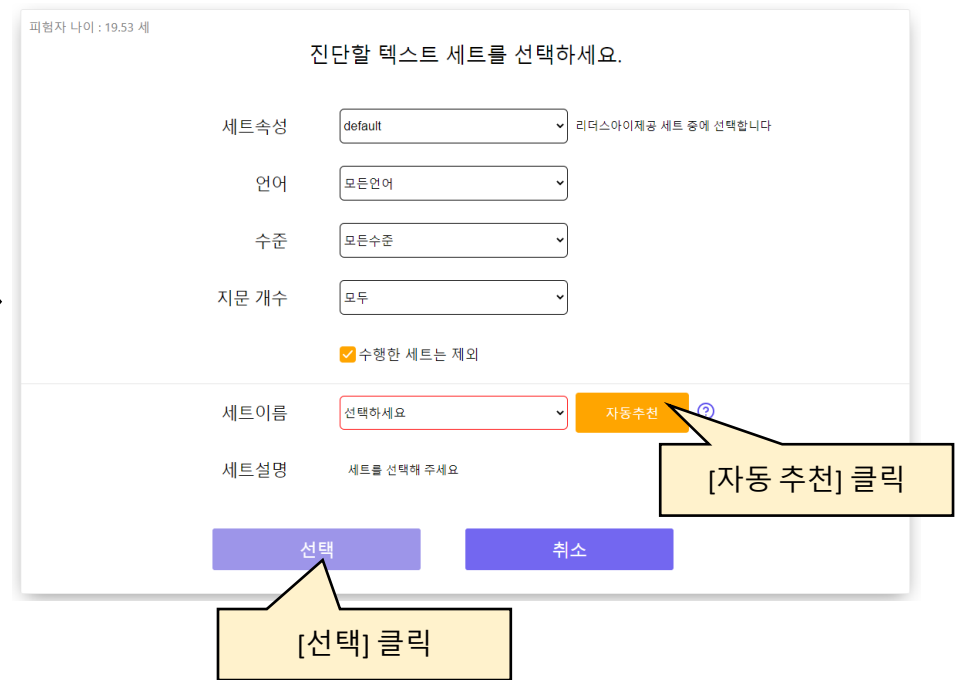 피험자 나이 : 19.53 세
진단할 텍스트 세트를 선택하세요.
세트속성 default 리더스아이제공 세트 중에 선택합니다
언어 모든언어
수준 모든수준
지문 개수 모두
수행한 세트는 제외
세트이름 선택하세요 자동추천 ?
세트설명 세트를 선택해 주세요
[자동 추천] 클릭
선택 취소
[선택] 클릭